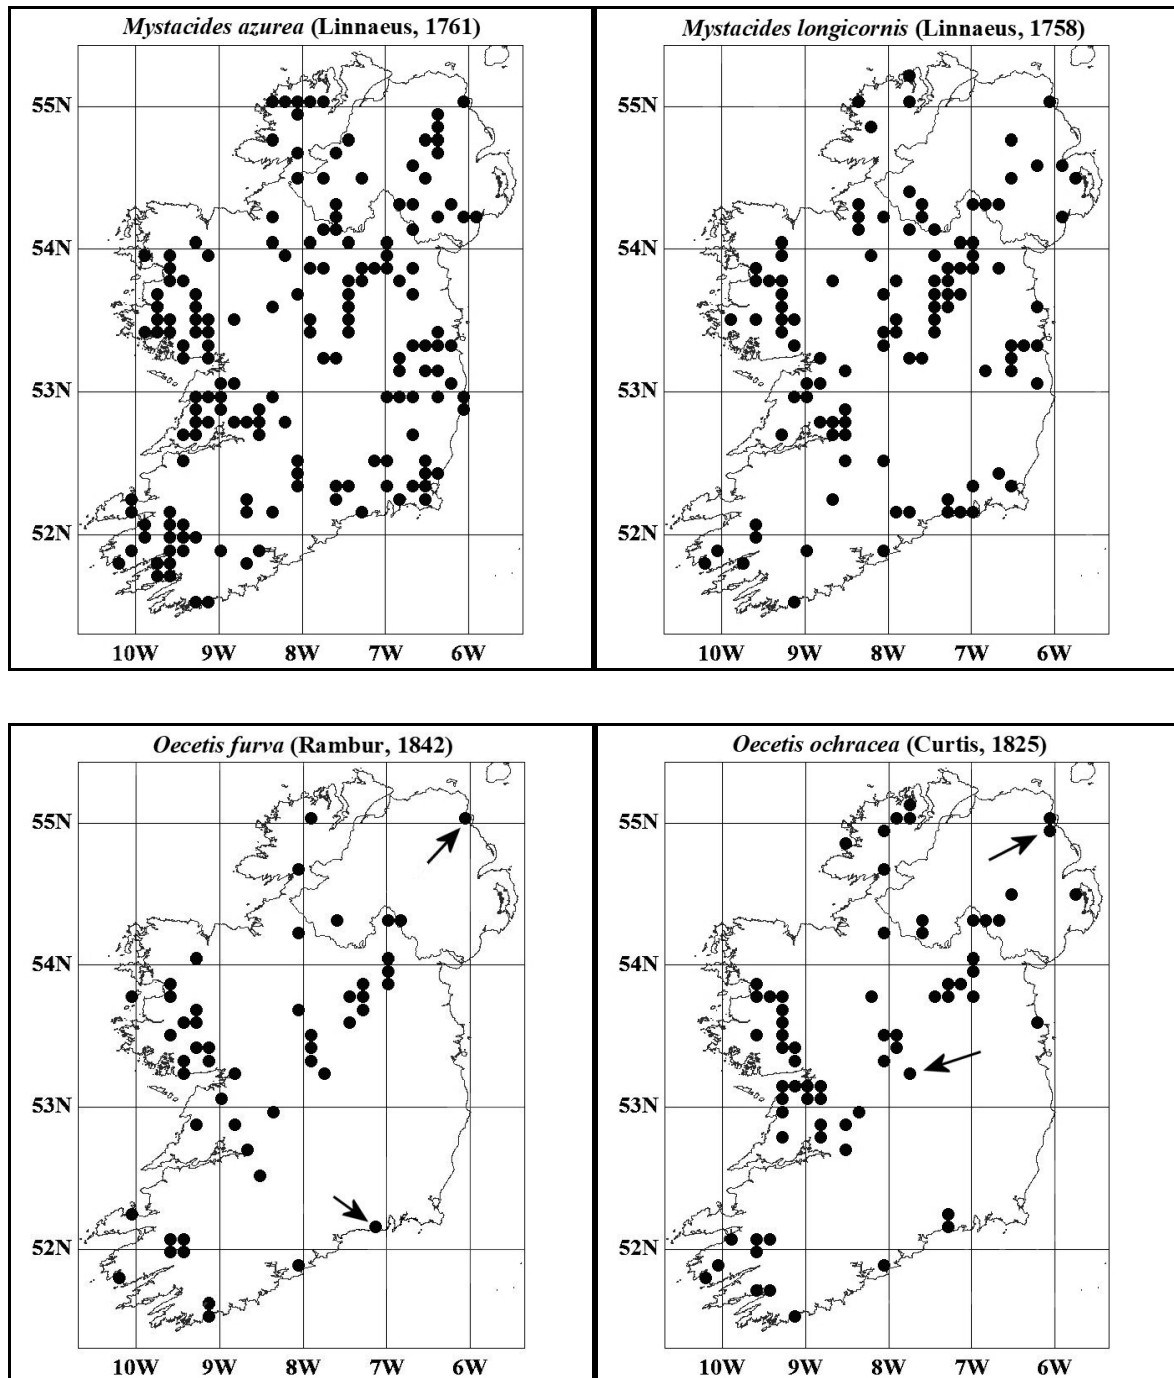 Mystacides azurea (Linnaeus, 1761)
55N
54N
53N
52N
10W 9W 8W 7W 6W
Mystacides longicornis (Linnaeus, 1758)
55N
54N
53N
52N
10W 9W 8W 7W 6W
Oecetis furva (Rambur, 1842)
55N
54N
53N
52N
10W 9W 8W 7W 6W
Oecetis ochracea (Curtis, 1825)
55N
54N
53N
52N
10W 9W 8W 7W 6W